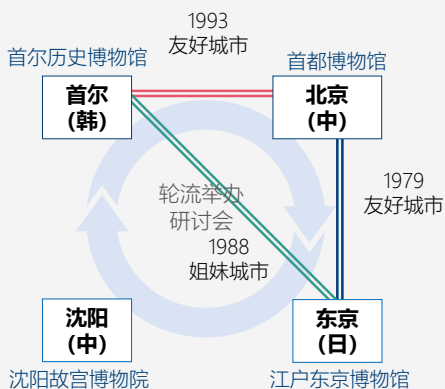 1993
友好城市
首尔历史博物馆
首都博物馆
首尔
(韩)
北京
(中)
1979
友好城市
轮流举办
研讨会
1988
姐妹城市
沈阳
(中)
东京
(日)
沈阳故宫博物院
江户东京博物馆